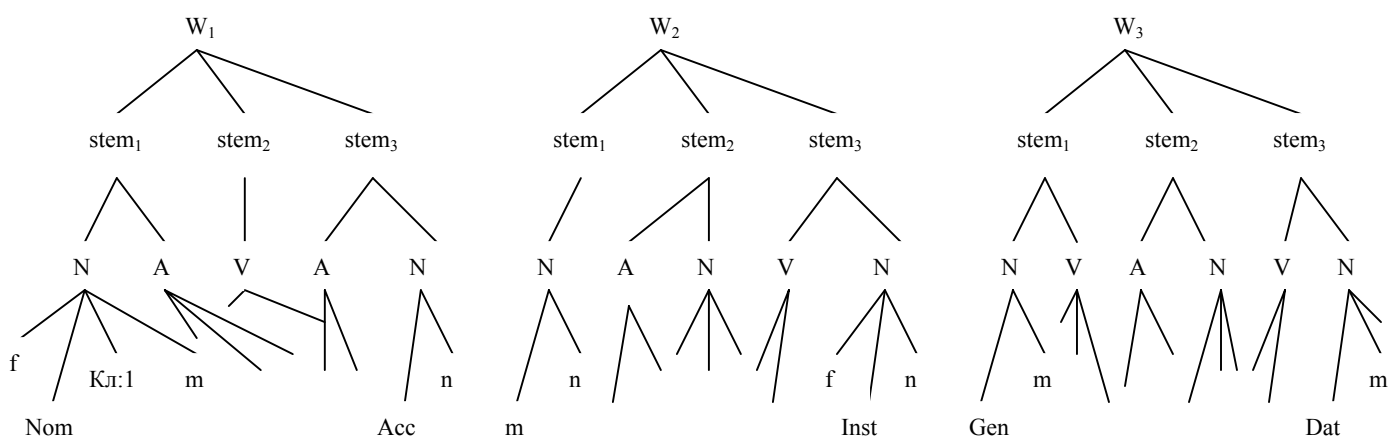 W₁ W₂ W₃
stem₁ stem₂ stem₃ stem₁ stem₂ stem₃ stem₁ stem₂ stem₃
N A V A N N A N V N N V A N V N
f Кл:1 m n n f n m m
Nom Acc m Inst Gen Dat